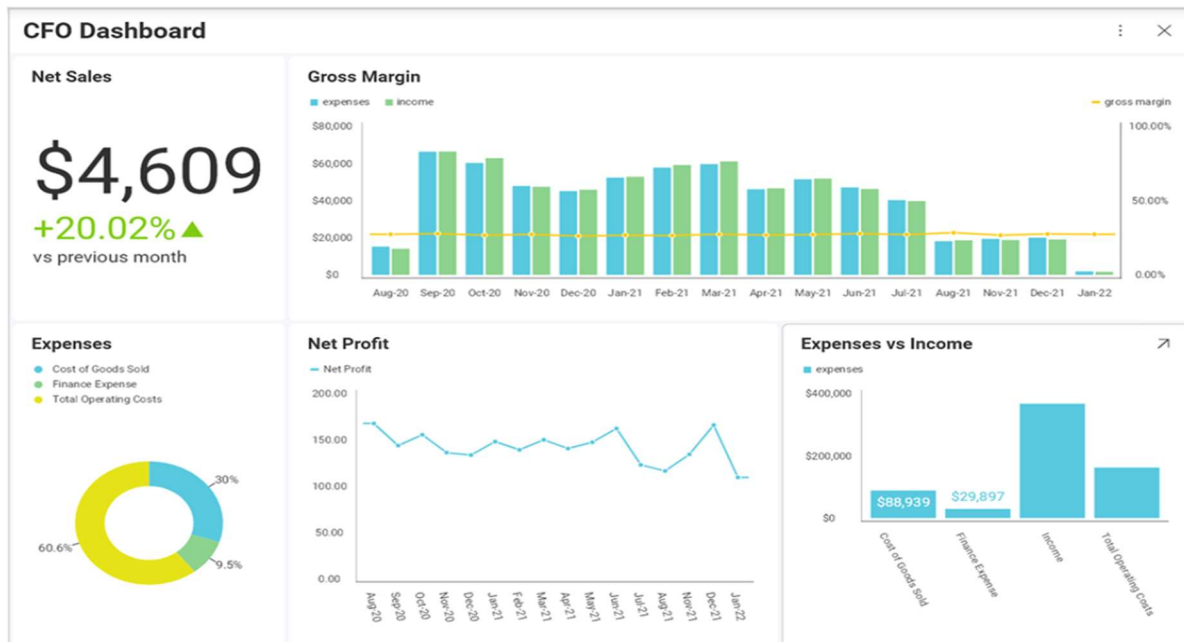 CFO Dashboard
Net Sales
$4,609
+20.02%
vs previous month
Gross Margin
expenses income
gross margin
$80,000
$60,000
$40,000
$20,000
$0
100.00%
50.00%
0.00%
Aug-20 Sep-20 Oct-20 Nov-20 Dec-20 Jan-21 Feb-21 Mar-21 Apr-21 May-21 Jun-21 Jul-21 Aug-21 Nov-21 Dec-21 Jan-22
Expenses
Cost of Goods Sold
Finance Expense
Total Operating Costs
30%
60.6%
9.5%
Net Profit
Net Profit
200.00
150.00
100.00
50.00
0.00
Aug-20 Sep-20 Oct-20 Nov-20 Dec-20 Jan-21 Feb-21 Mar-21 Apr-21 May-21 Jun-21 Jul-21 Aug-21 Nov-21 Dec-21 Jan-22
Expenses vs Income
expenses
$400,000
$200,000
$0
$88,939
$29,897
Cost of Goods Sold
Finance Expense
Income
Total Operating Costs